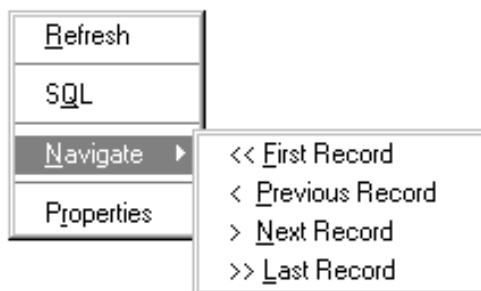 Refresh
SQL
Navigate
<< First Record
< Previous Record
> Next Record
>> Last Record
Properties